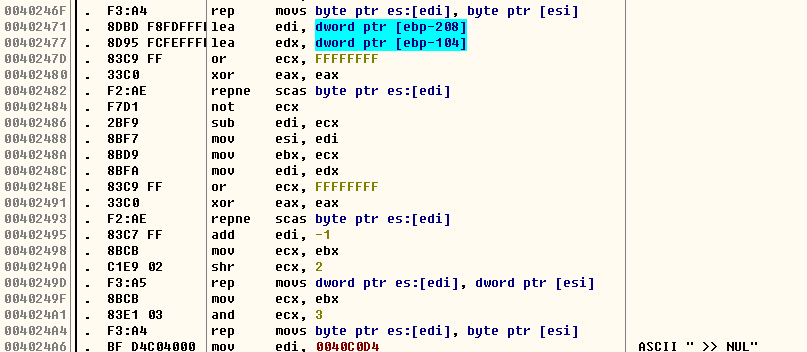 0040246F . F3:A4 rep movs byte ptr es:[edi], byte ptr [esi]
00402471 . 8DBD F8FDFFF lea edi, dword ptr [ebp-208]
00402477 . 8D95 FCFEFFF lea edx, dword ptr [ebp-104]
0040247D . 83C9 FF or ecx, FFFFFFFF
00402480 . 33C0 xor eax, eax
00402482 . F2:AE repne scas byte ptr es:[edi]
00402484 . F7D1 not ecx
00402486 . 2BF9 sub edi, ecx
00402488 . 8BF7 mov esi, edi
0040248A . 8BD9 mov ebx, ecx
0040248C . 8BFA mov edi, edx
0040248E . 83C9 FF or ecx, FFFFFFFF
00402491 . 33C0 xor eax, eax
00402493 . F2:AE repne scas byte ptr es:[edi]
00402495 . 83C7 FF add edi, -1
00402498 . 8BCB mov ecx, ebx
0040249A . C1E9 02 shr ecx, 2
0040249D . F3:A5 rep movs dword ptr es:[edi], dword ptr [esi]
0040249F . 8BCB mov ecx, ebx
004024A1 . 83E1 03 and ecx, 3
004024A4 . F3:A4 rep movs byte ptr es:[edi], byte ptr [esi]
004024A6 . BF D4C04000 mov edi, 0040C0D4 ASCII " >> NUL"